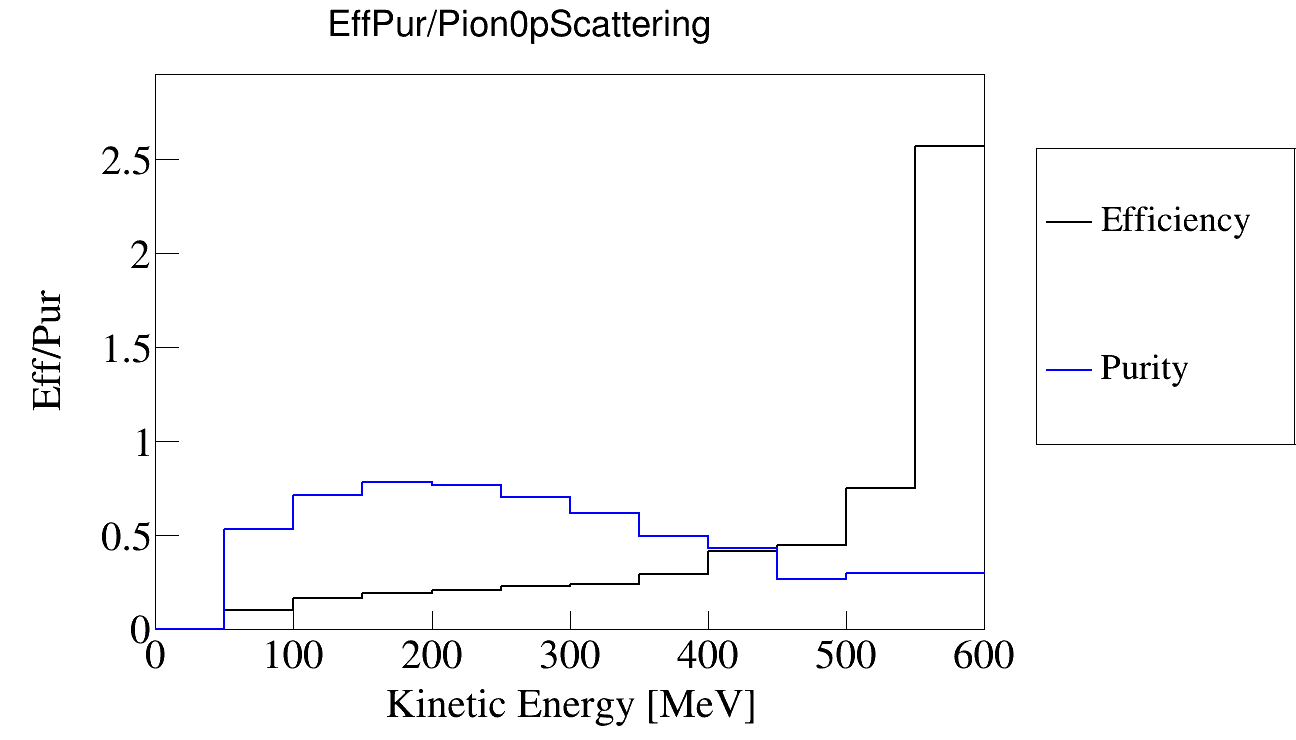 EffPur/Pion0pScattering
Eff/Pur
2.5
2
1.5
1
0.5
0
0 100 200 300 400 500 600
Kinetic Energy [MeV]
Efficiency
Purity